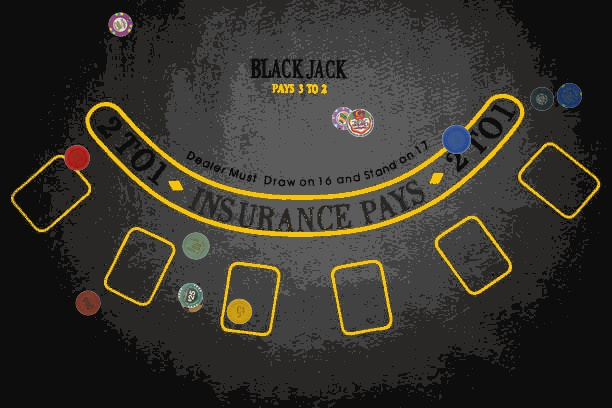 BLACK JACK
PAYS 3 TO 2
Dealer Must Draw on 16 and Stand on 17
2 TO 1 INSURANCE PAYS 2 TO 1
25